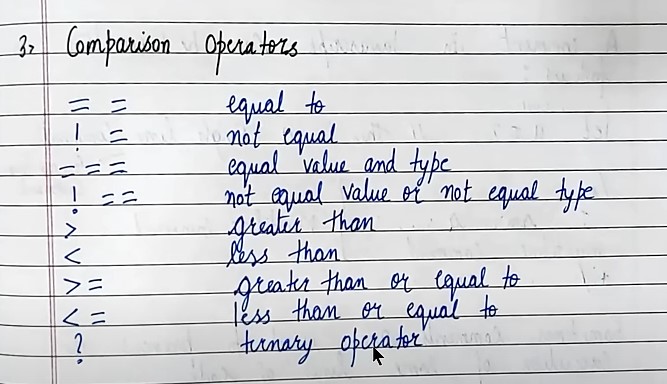 3> Comparison Operators
= = equal to
! = not equal
= = = equal value and type
! == not equal value or not equal type
> greater than
< less than
>= greater than or equal to
<= less than or equal to
? ternary operator